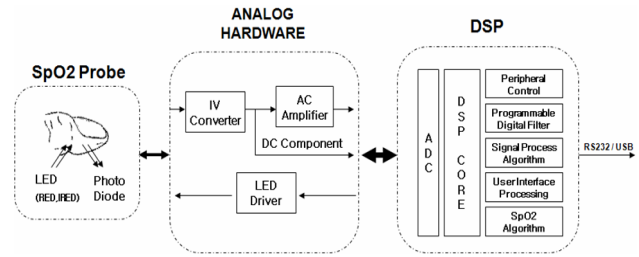 ANALOG
HARDWARE
DSP
SpO2 Probe
LED
(RED,IRED)
Photo
Diode
IV
Converter
AC
Amplifier
DC Component
LED
Driver
ADC
DSP CORE
Peripheral
Control
Programmable
Digital Filter
Signal Process
Algorithm
User Interface
Processing
SpO2
Algorithm
RS232 / USB